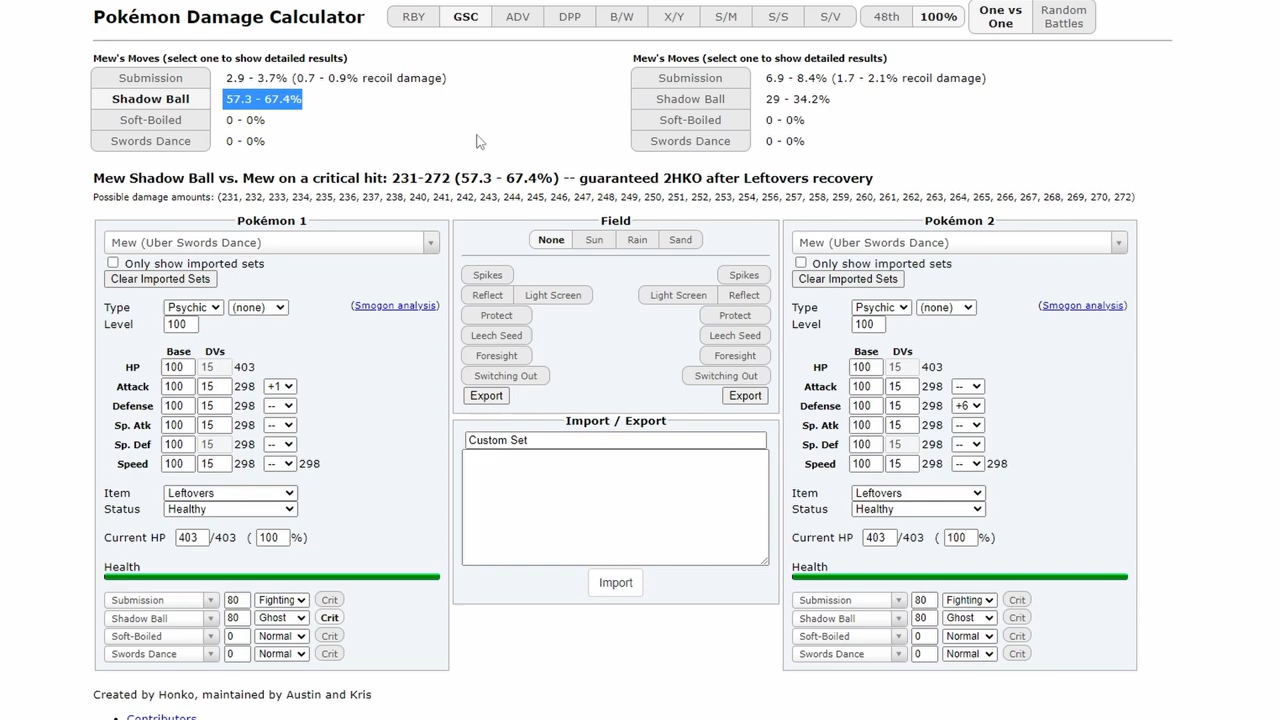 Pokémon Damage Calculator RBY GSC ADV DPP B/W X/Y S/M S/S S/V 48th 100% One vs One Random Battles
Mew's Moves (select one to show detailed results)
Submission 2.9 - 3.7% (0.7 - 0.9% recoil damage)
Shadow Ball 57.3 - 67.4%
Soft-Boiled 0 - 0%
Swords Dance 0 - 0%
Mew's Moves (select one to show detailed results)
Submission 6.9 - 8.4% (1.7 - 2.1% recoil damage)
Shadow Ball 29 - 34.2%
Soft-Boiled 0 - 0%
Swords Dance 0 - 0%
Mew Shadow Ball vs. Mew on a critical hit: 231-272 (57.3 - 67.4%) -- guaranteed 2HKO after Leftovers recovery
Possible damage amounts: (231, 232, 233, 234, 235, 236, 237, 238, 240, 241, 242, 243, 244, 245, 246, 247, 249, 250, 251, 252, 253, 254, 256, 257, 258, 259, 260, 261, 262, 263, 265, 266, 267, 268, 269, 270, 272)
Pokémon 1
Mew (Uber Swords Dance)
Only show imported sets
Clear Imported Sets
Type Psychic (none) (Smogon analysis)
Level 100
Base DVs
HP 100 15 403
Attack 100 15 298 +1
Defense 100 15 298 --
Sp. Atk 100 15 298 --
Sp. Def 100 15 298 --
Speed 100 15 298 -- 298
Item Leftovers
Status Healthy
Current HP 403 /403 ( 100 %)
Health
Submission 80 Fighting Crit
Shadow Ball 80 Ghost Crit
Soft-Boiled 0 Normal Crit
Swords Dance 0 Normal Crit
Field
None Sun Rain Sand
Spikes Spikes
Reflect Light Screen Light Screen Reflect
Protect Protect
Leech Seed Leech Seed
Foresight Foresight
Switching Out Switching Out
Export Export
Import / Export
Custom Set
Import
Pokémon 2
Mew (Uber Swords Dance)
Only show imported sets
Clear Imported Sets
Type Psychic (none) (Smogon analysis)
Level 100
Base DVs
HP 100 15 403
Attack 100 15 298 --
Defense 100 15 298 +6
Sp. Atk 100 15 298 --
Sp. Def 100 15 298 --
Speed 100 15 298 -- 298
Item Leftovers
Status Healthy
Current HP 403 /403 ( 100 %)
Health
Submission 80 Fighting Crit
Shadow Ball 80 Ghost Crit
Soft-Boiled 0 Normal Crit
Swords Dance 0 Normal Crit
Created by Honko, maintained by Austin and Kris
Contributors